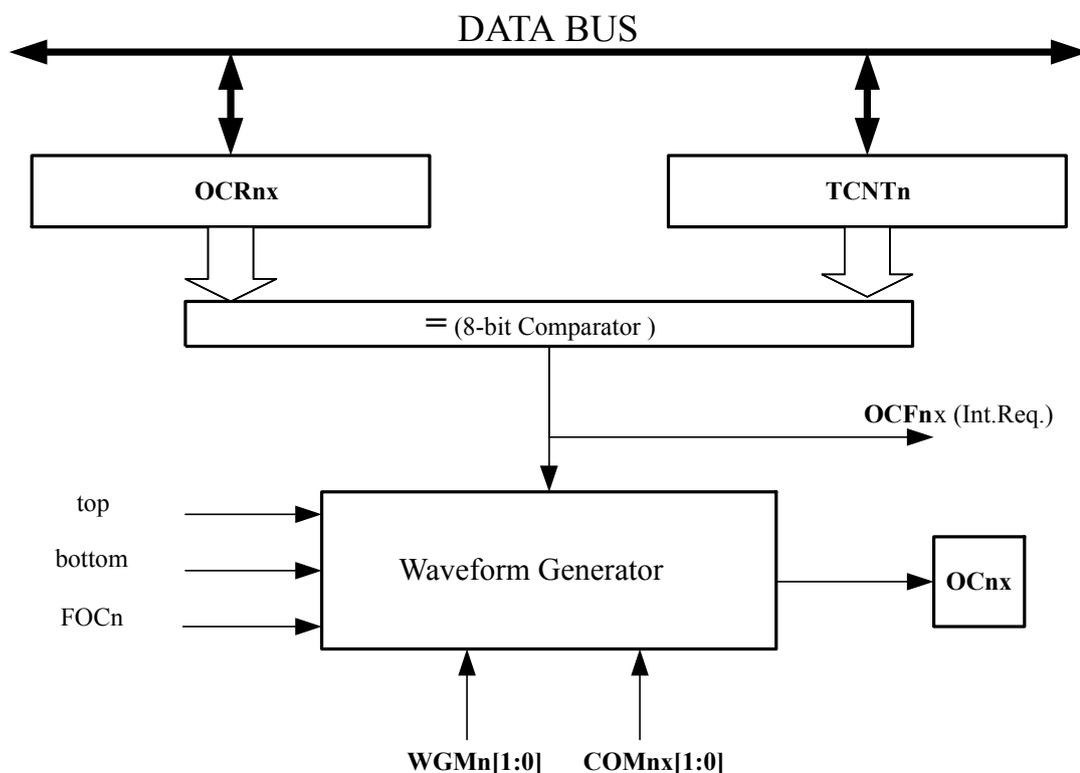 DATA BUS
OCRnx
TCNTn
= (8-bit Comparator )
OCFnx (Int.Req.)
top
bottom
FOCn
Waveform Generator
OCnx
WGMn[1:0]
COMnx[1:0]